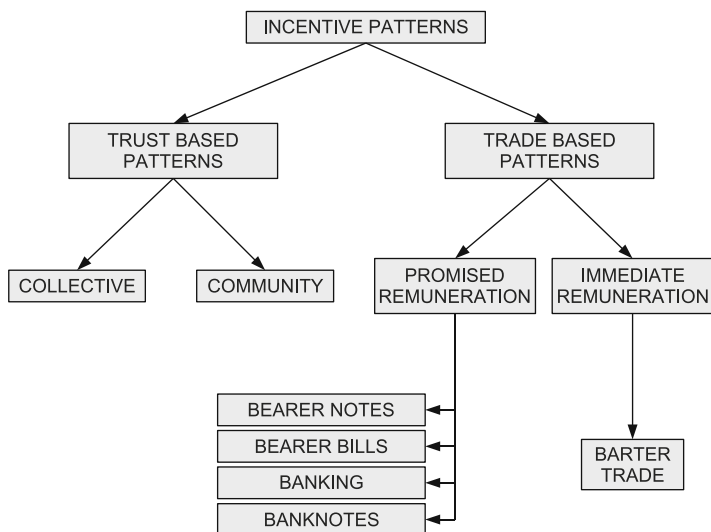 INCENTIVE PATTERNS
TRUST BASED
PATTERNS
TRADE BASED
PATTERNS
COLLECTIVE
COMMUNITY
PROMISED
REMUNERATION
IMMEDIATE
REMUNERATION
BEARER NOTES
BEARER BILLS
BANKING
BANKNOTES
BARTER
TRADE